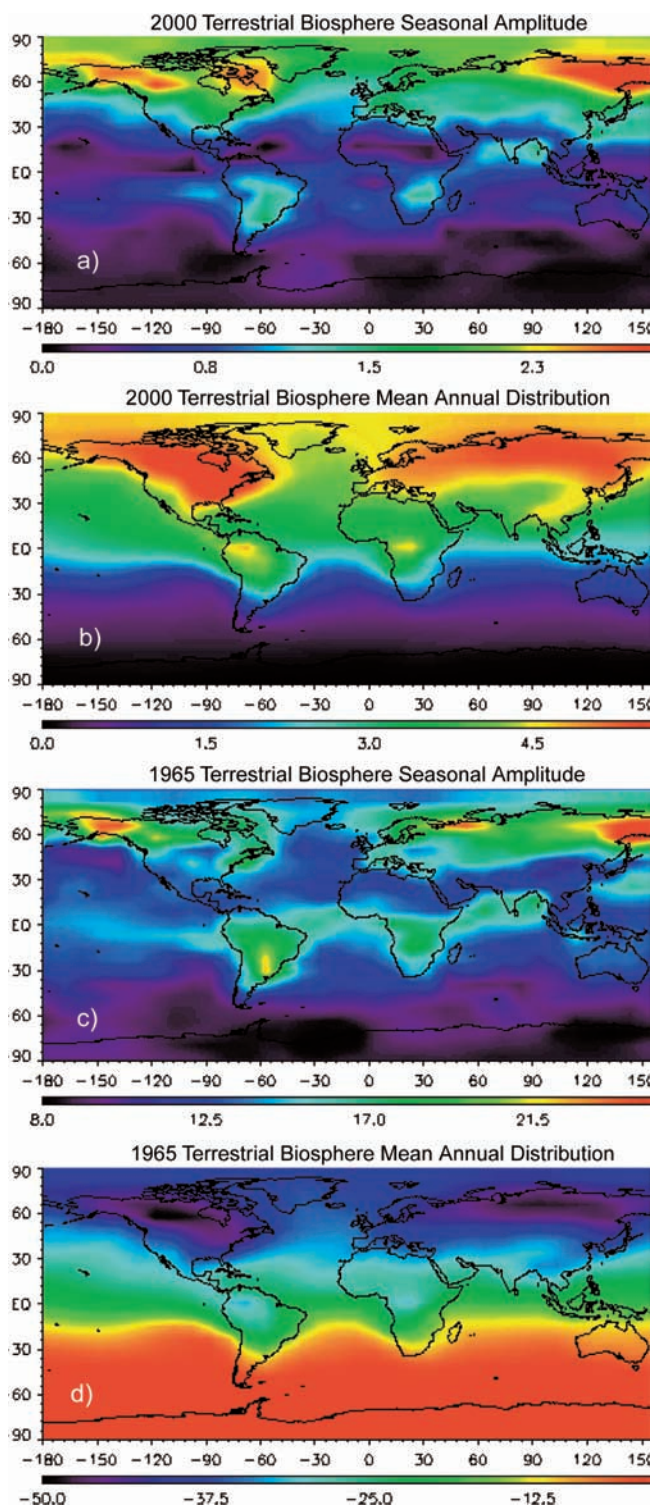 2000 Terrestrial Biosphere Seasonal Amplitude
90
60
30
EQ
-30
-60
-90
a)
-180 -150 -120 -90 -60 -30 0 30 60 90 120 150
0.0 0.8 1.5 2.3
2000 Terrestrial Biosphere Mean Annual Distribution
90
60
30
EQ
-30
-60
-90
b)
-180 -150 -120 -90 -60 -30 0 30 60 90 120 150
0.0 1.5 3.0 4.5
1965 Terrestrial Biosphere Seasonal Amplitude
90
60
30
EQ
-30
-60
-90
c)
-180 -150 -120 -90 -60 -30 0 30 60 90 120 150
8.0 12.5 17.0 21.5
1965 Terrestrial Biosphere Mean Annual Distribution
90
60
30
EQ
-30
-60
-90
d)
-180 -150 -120 -90 -60 -30 0 30 60 90 120 150
-50.0 -37.5 -25.0 -12.5